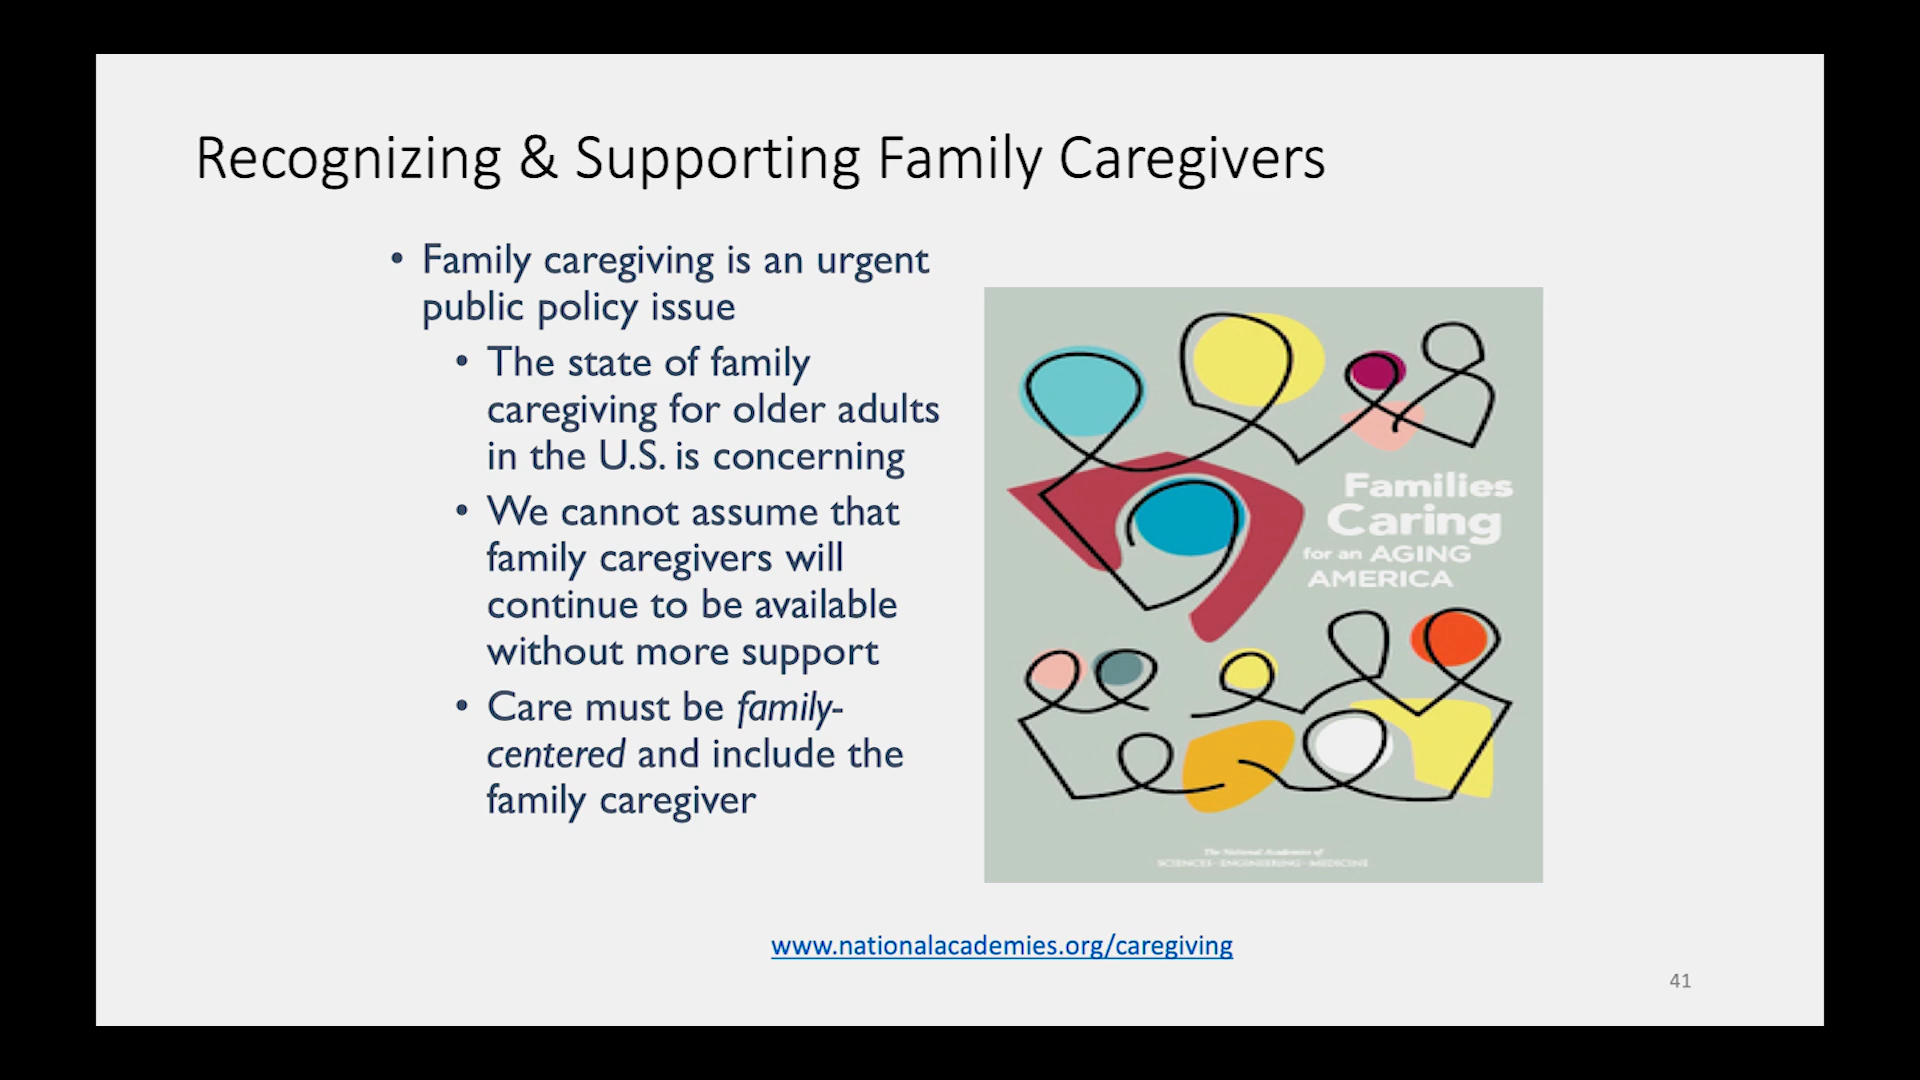 Recognizing & Supporting Family Caregivers
• Family caregiving is an urgent
public policy issue
• The state of family
caregiving for older adults
in the U.S. is concerning
• We cannot assume that
family caregivers will
continue to be available
without more support
• Care must be family-
centered and include the
family caregiver
Families
Caring
for an AGING
AMERICA
The National Academies of
SCIENCES · ENGINEERING · MEDICINE
www.nationalacademies.org/caregiving
41